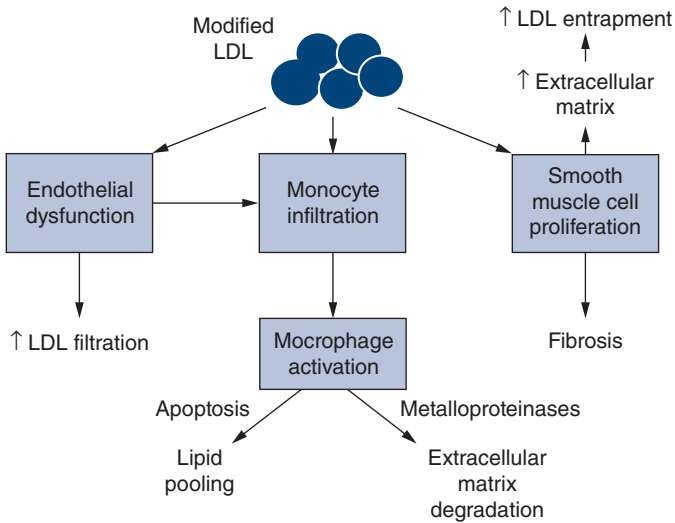 Modified
LDL
↑ LDL entrapment
↑ Extracellular
matrix
Endothelial
dysfunction
Monocyte
infiltration
Smooth
muscle cell
proliferation
↑ LDL filtration
Mocrophage
activation
Fibrosis
Apoptosis
Metalloproteinases
Lipid
pooling
Extracellular
matrix
degradation